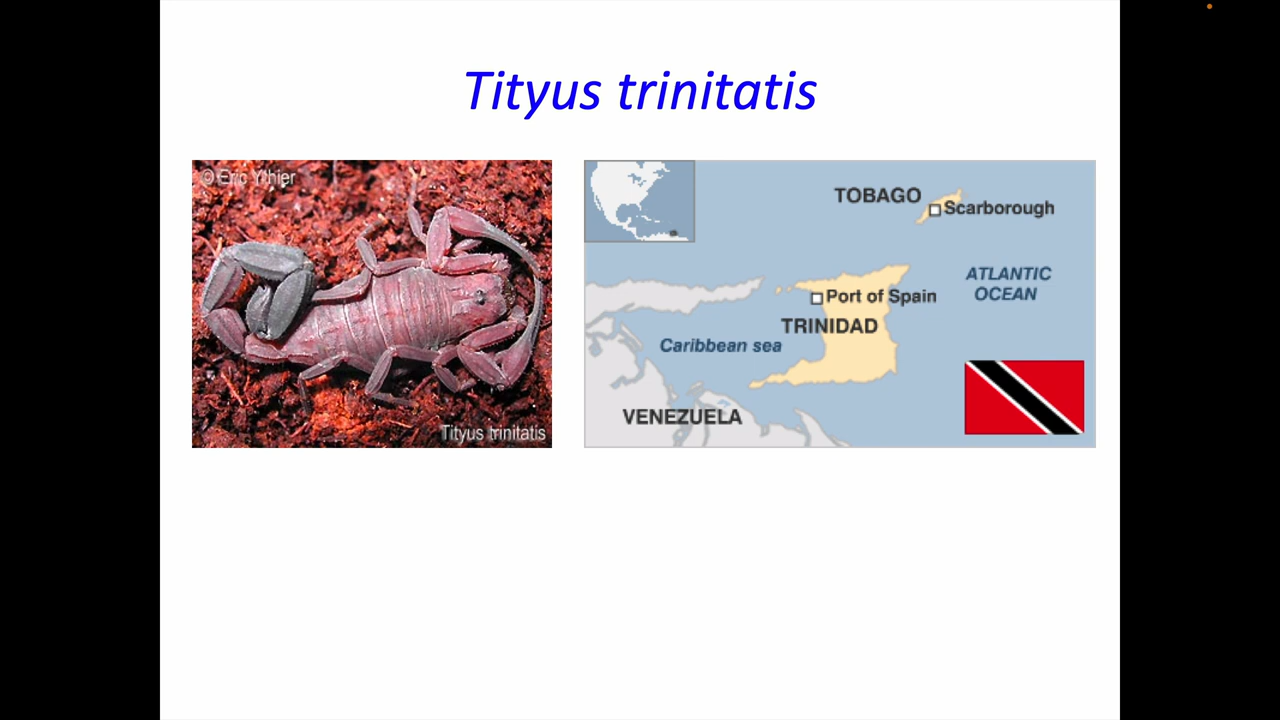 Tityus trinitatis
© Eric Ythier
Tityus trinitatis
TOBAGO
Scarborough
ATLANTIC
OCEAN
Port of Spain
TRINIDAD
Caribbean sea
VENEZUELA